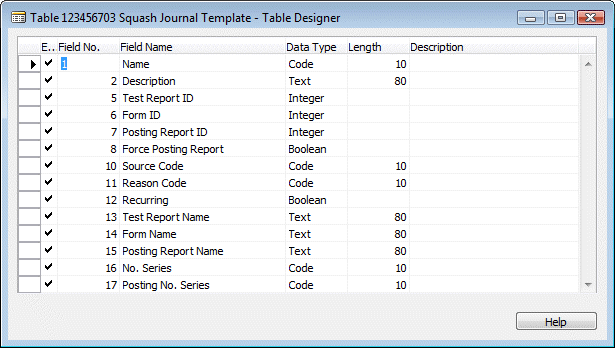 Table 123456703 Squash Journal Template - Table Designer
E.. Field No. Field Name Data Type Length Description
1 Name Code 10
2 Description Text 80
5 Test Report ID Integer
6 Form ID Integer
7 Posting Report ID Integer
8 Force Posting Report Boolean
10 Source Code Code 10
11 Reason Code Code 10
12 Recurring Boolean
13 Test Report Name Text 80
14 Form Name Text 80
15 Posting Report Name Text 80
16 No. Series Code 10
17 Posting No. Series Code 10
Help